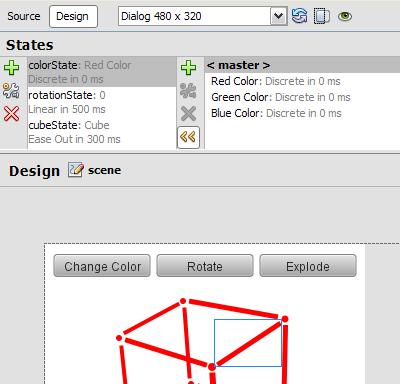 Source Design Dialog 480 x 320
States
colorState: Red Color
Discrete in 0 ms
rotationState: 0
Linear in 500 ms
cubeState: Cube
Ease Out in 300 ms
< master >
Red Color: Discrete in 0 ms
Green Color: Discrete in 0 ms
Blue Color: Discrete in 0 ms
Design scene
Change Color Rotate Explode